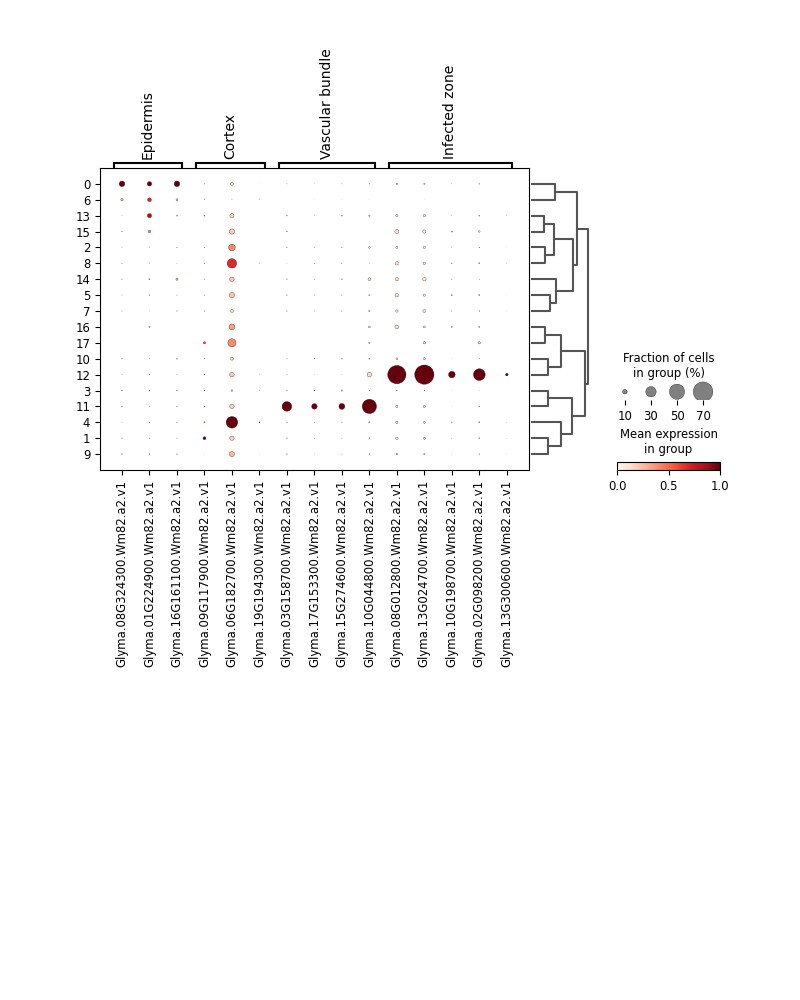 Epidermis
Cortex
Vascular bundle
Infected zone
0
6
13
15
2
8
14
5
7
16
17
10
12
3
11
4
1
9
Glyma.08G324300.Wm82.a2.v1
Glyma.01G224900.Wm82.a2.v1
Glyma.16G161100.Wm82.a2.v1
Glyma.09G117900.Wm82.a2.v1
Glyma.06G182700.Wm82.a2.v1
Glyma.19G194300.Wm82.a2.v1
Glyma.03G158700.Wm82.a2.v1
Glyma.17G153300.Wm82.a2.v1
Glyma.15G274600.Wm82.a2.v1
Glyma.10G044800.Wm82.a2.v1
Glyma.08G012800.Wm82.a2.v1
Glyma.13G024700.Wm82.a2.v1
Glyma.10G198700.Wm82.a2.v1
Glyma.02G098200.Wm82.a2.v1
Glyma.13G300600.Wm82.a2.v1
Fraction of cells
in group (%)
10 30 50 70
Mean expression
in group
0.0 0.5 1.0